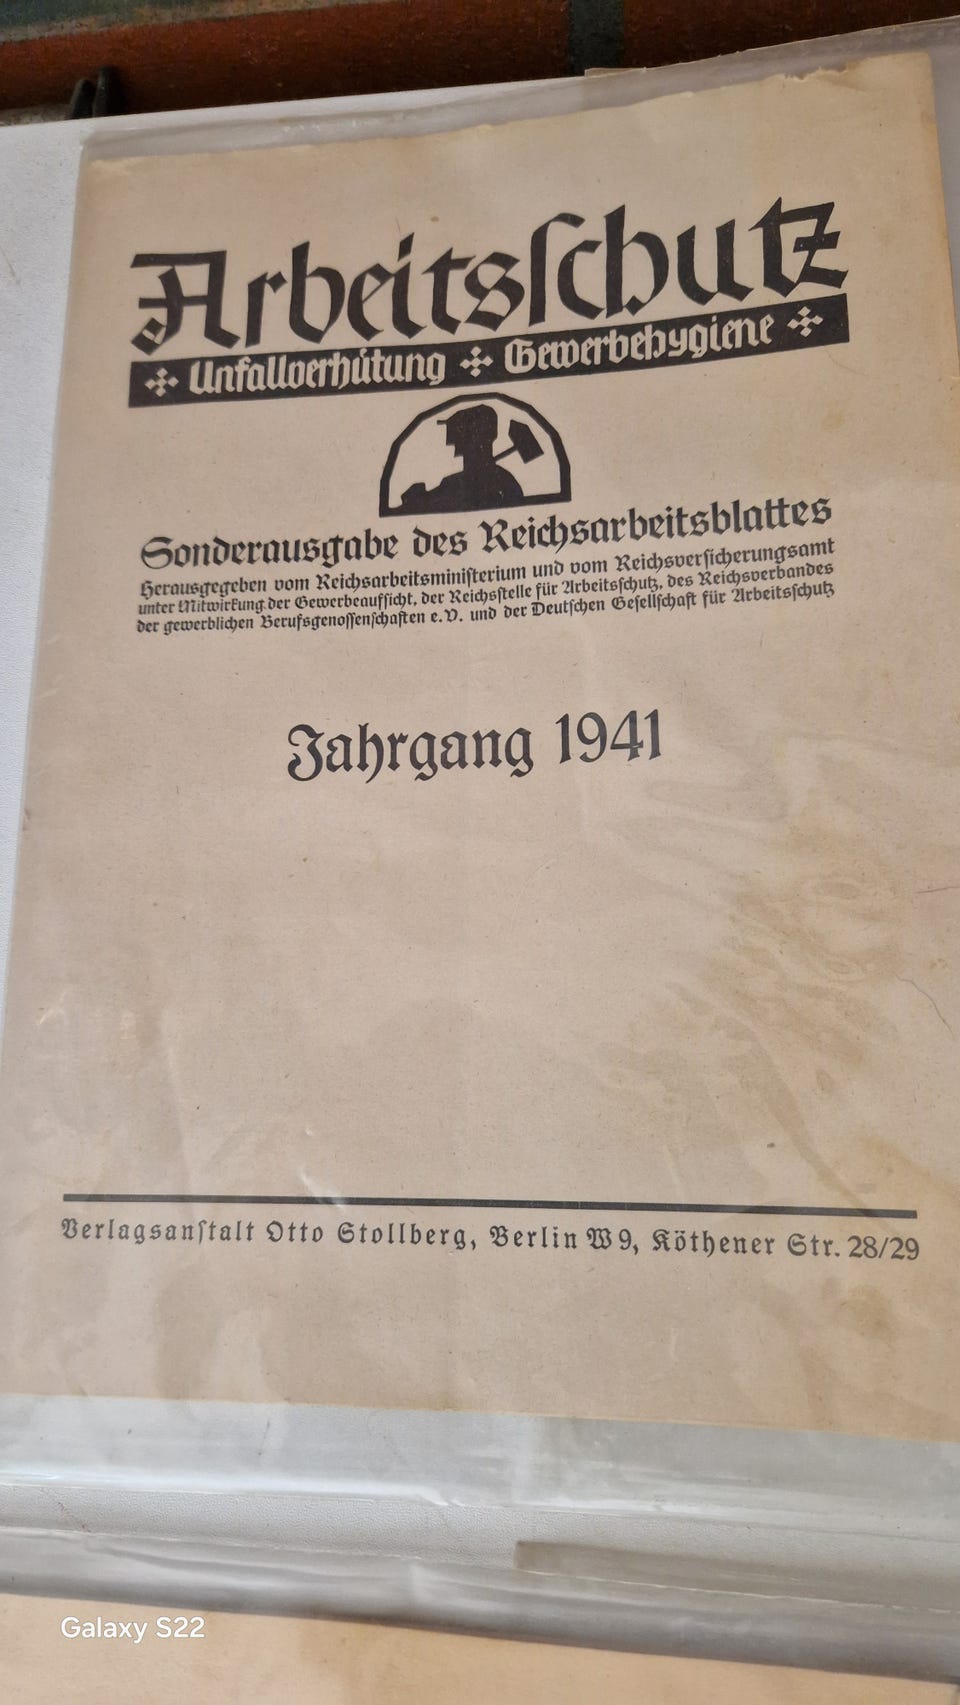 Arbeitsschutz
Unfallverhütung Gewerbehygiene
Sonderausgabe des Reichsarbeitsblattes
Herausgegeben vom Reichsarbeitsministerium und vom Reichsversicherungsamt
unter Mitwirkung der Gewerbeaufsicht, der Reichsstelle für Arbeitsschutz, des Reichsverbandes
der gewerblichen Berufsgenossenschaften e.V. und der Deutschen Gesellschaft für Arbeitsschutz
Jahrgang 1941
Verlagsanstalt Otto Stollberg, Berlin W9, Köthener Str. 28/29
Galaxy S22